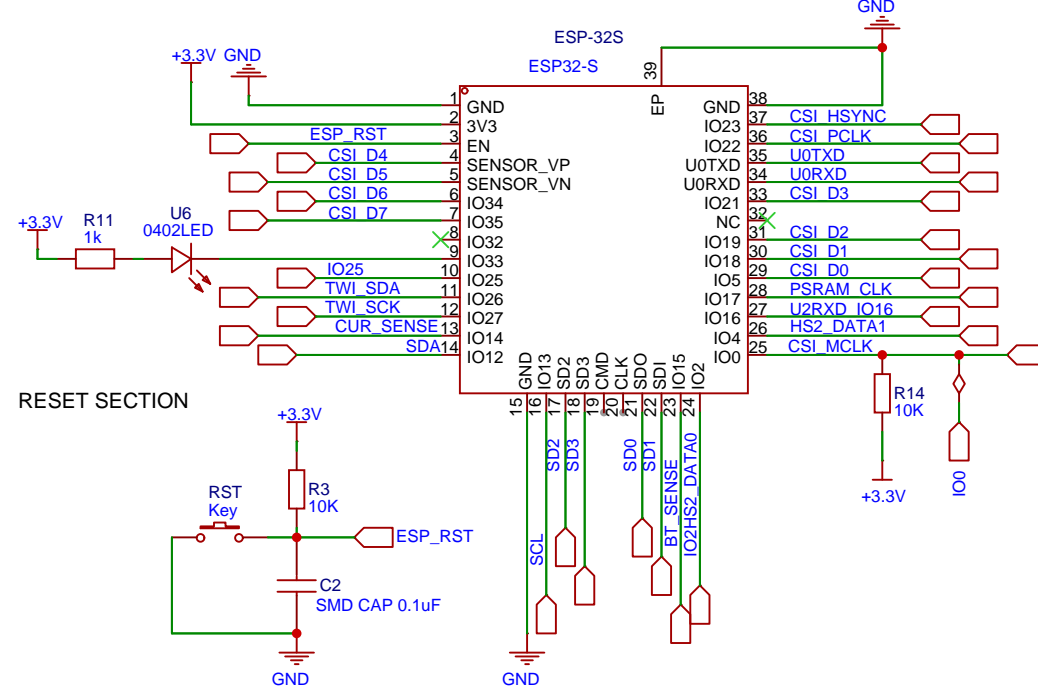 GND
ESP-32S
+3.3V GND
ESP32-S
39
EP
1 GND
2 3V3
ESP_RST 3 EN
CSI_D4 4 SENSOR_VP
CSI_D5 5 SENSOR_VN
CSI_D6 6 IO34
CSI_D7 7 IO35
8 IO32
9 IO33
IO25 10 IO25
TWI_SDA 11 IO26
TWI_SCK 12 IO27
CUR_SENSE 13 IO14
SDA 14 IO12
GND 38
IO23 37 CSI_HSYNC
IO22 36 CSI_PCLK
U0TXD 35 U0TXD
U0RXD 34 U0RXD
IO21 33 CSI_D3
NC 32
IO19 31 CSI_D2
IO18 30 CSI_D1
IO5 29 CSI_D0
IO17 28 PSRAM_CLK
IO16 27 U2RXD_IO16
IO4 26 HS2_DATA1
IO0 25 CSI_MCLK
+3.3V
R11
1k
U6
0402LED
GND 15
IO13 16 SCL
SD2 17 SD2
SD3 18 SD3
CMD 19
CLK 20
SDO 21 SD0
SDI 22 SD1
IO15 23 BT_SENSE
IO2 24 IO2HS2_DATA0
R14
10K
+3.3V
IO0
RESET SECTION
+3.3V
R3
10K
RST
Key
ESP_RST
C2
SMD CAP 0.1uF
GND
GND